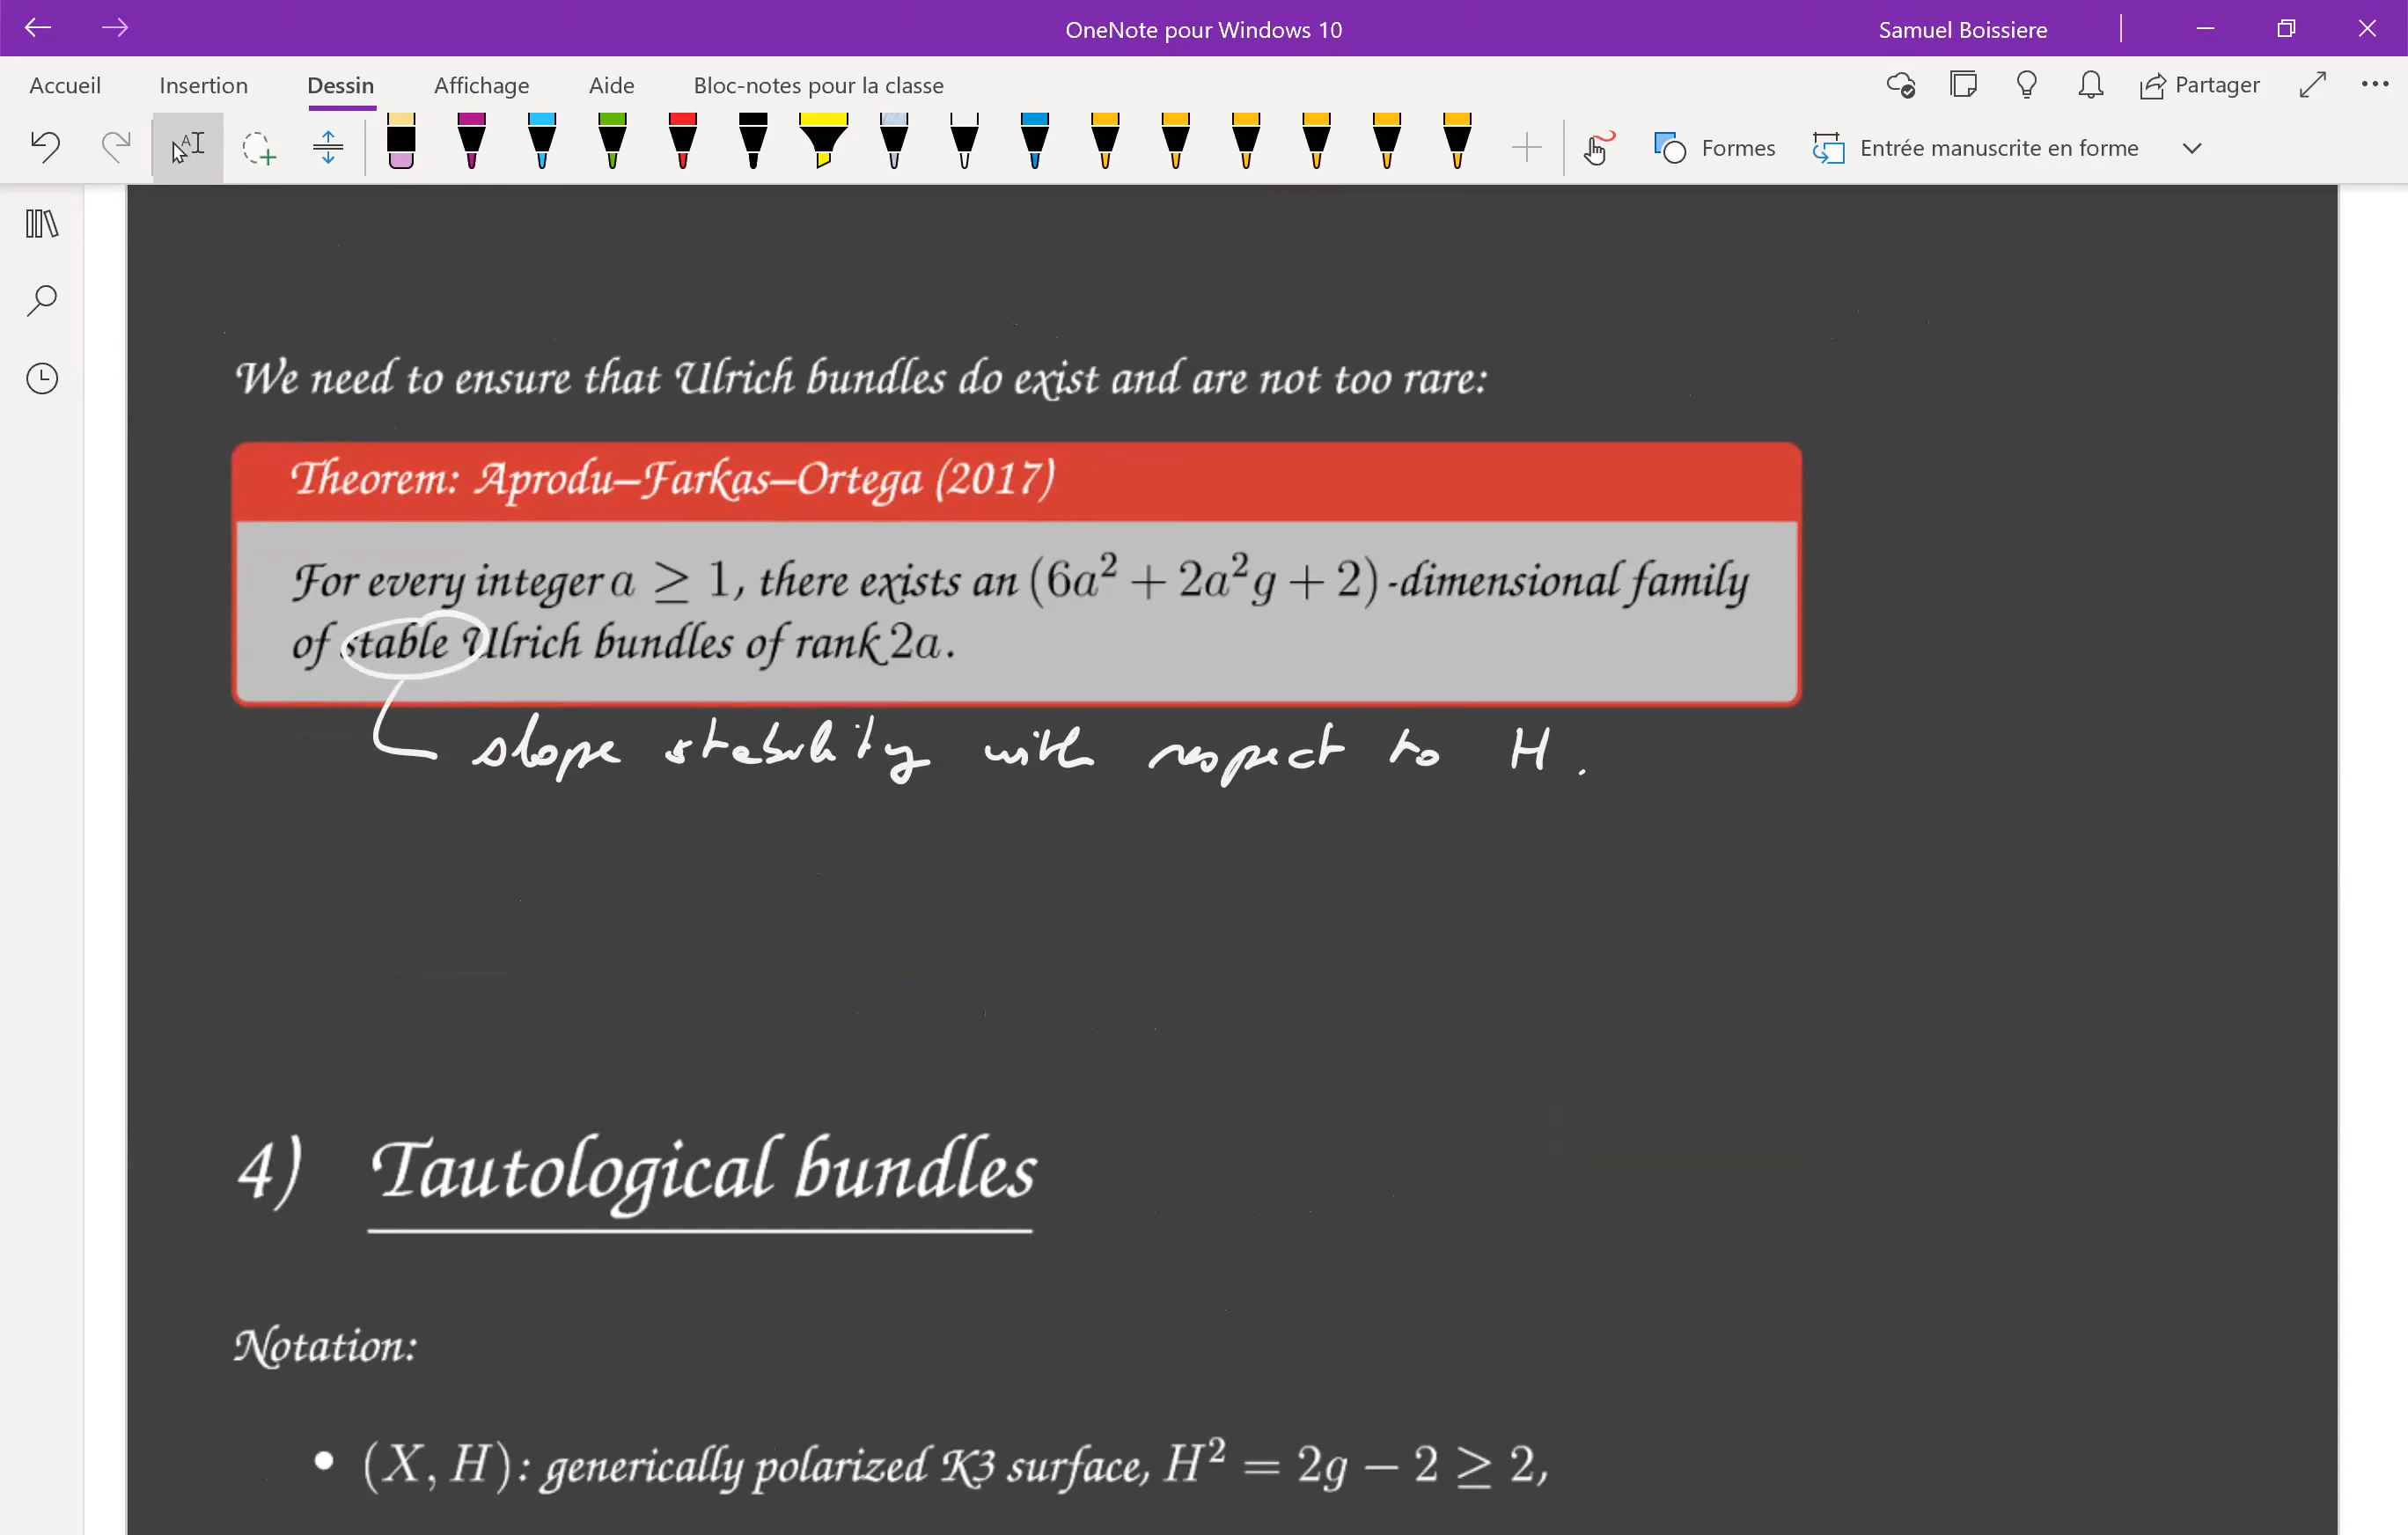 OneNote pour Windows 10
Samuel Boissiere
Accueil Insertion Dessin Affichage Aide Bloc-notes pour la classe
Partager
Formes
Entrée manuscrite en forme
We need to ensure that Ulrich bundles do exist and are not too rare:
Theorem: Aprodu–Farkas–Ortega (2017)
For every integer a ≥ 1, there exists an (6a² + 2a²g + 2)-dimensional family
of stable Ulrich bundles of rank 2a.
slope stability with respect to H.
4) Tautological bundles
Notation:
• (X, H): generically polarized K3 surface, H² = 2g − 2 ≥ 2,